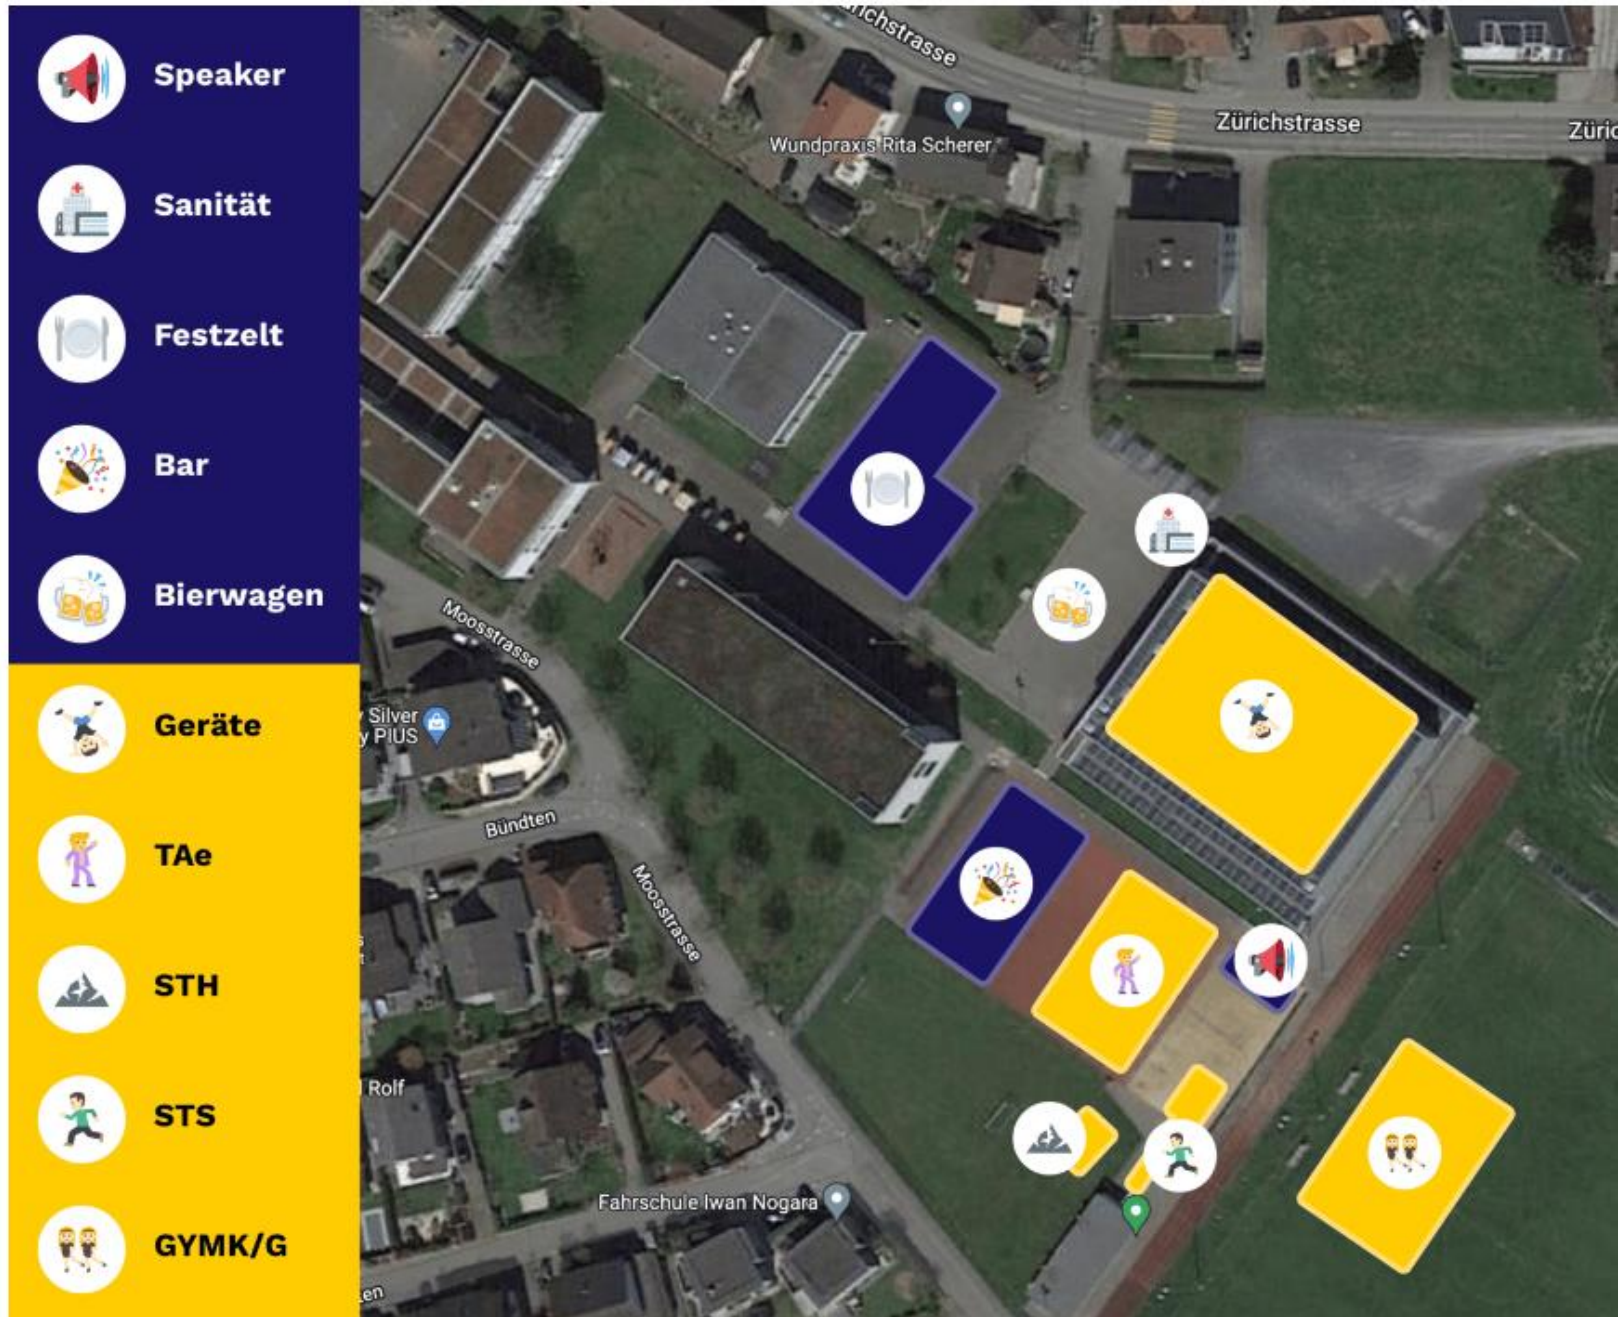 Speaker
Sanität
Festzelt
Bar
Bierwagen
Geräte
TAe
STH
STS
GYMK/G
Wundpraxis Rita Scherer
Zürichstrasse
Moosstrasse
Silver
PIUS
Bündten
Moosstrasse
Rolf
Fahrschule Iwan Nogara